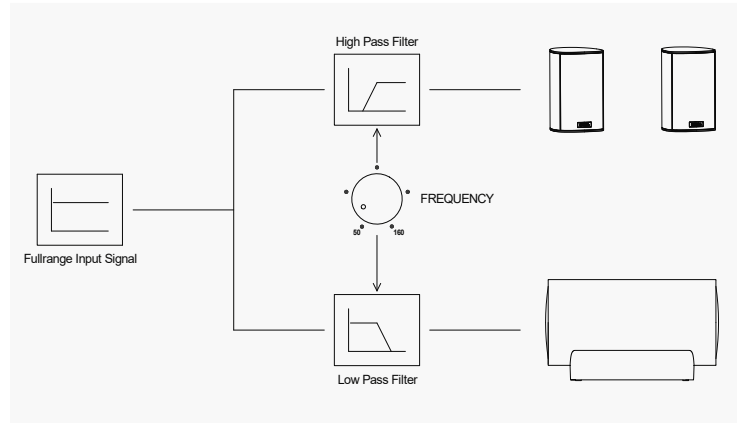 High Pass Filter
FREQUENCY
50
160
Fullrange Input Signal
Low Pass Filter